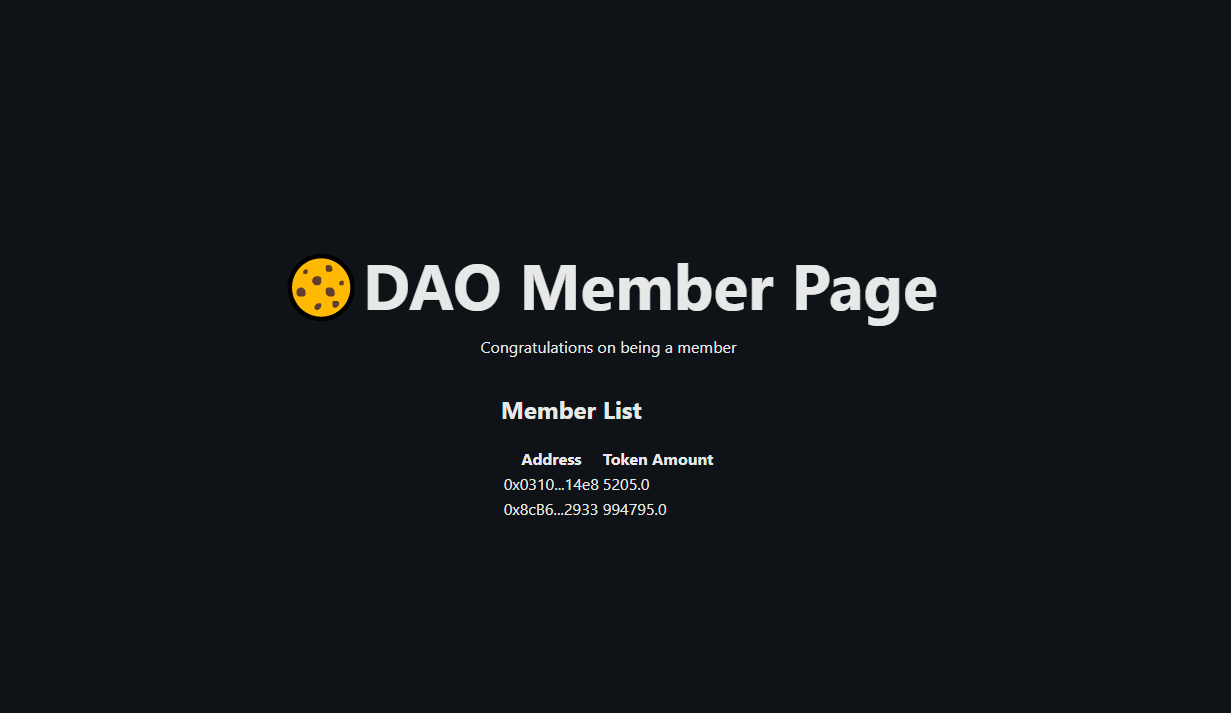 DAO Member Page
Congratulations on being a member
Member List
Address Token Amount
0x0310...14e8 5205.0
0x8cB6...2933 994795.0